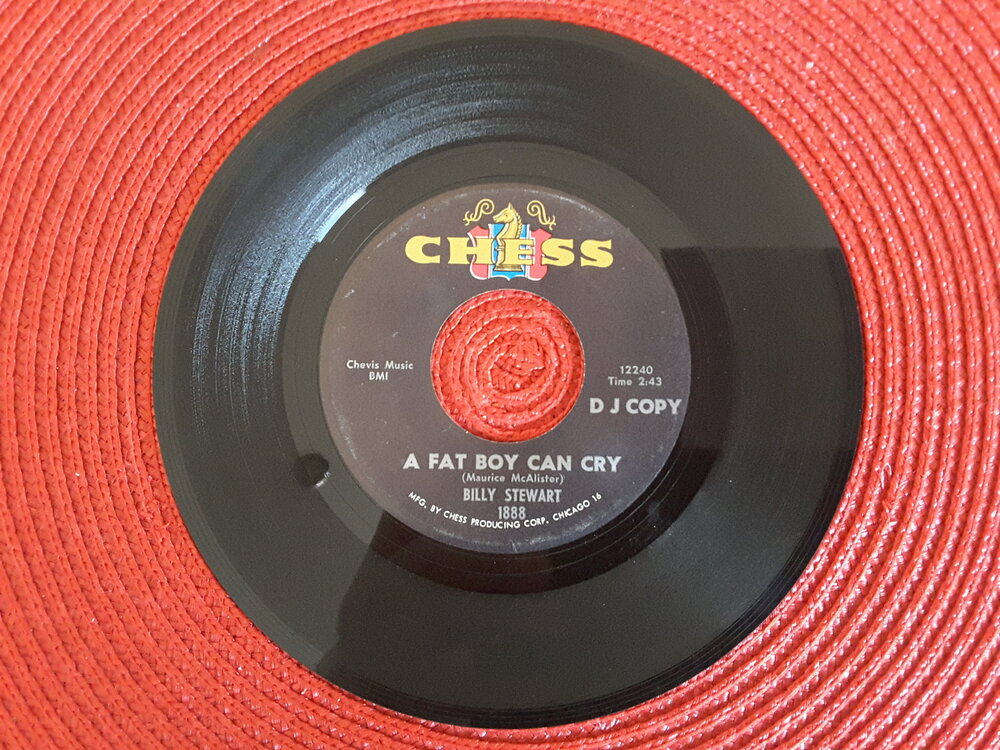 CHESS
Chevis Music
BMI
12240
Time 2:43
D J COPY
A FAT BOY CAN CRY
(Maurice McAlister)
BILLY STEWART
1888
MFG. BY CHESS PRODUCING CORP. CHICAGO 16